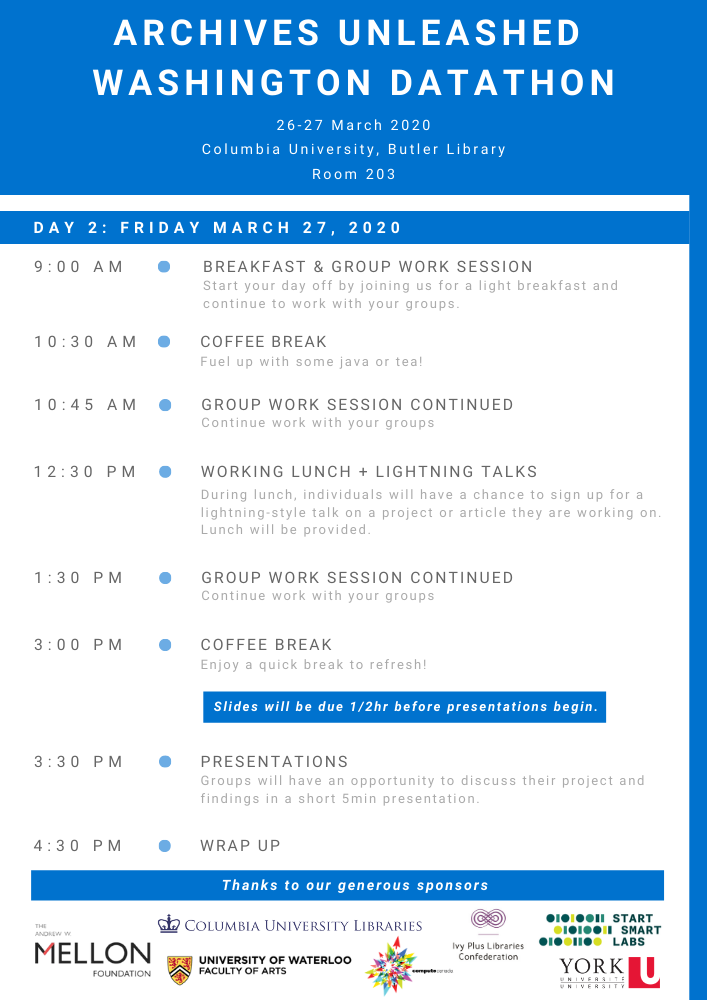 ARCHIVES UNLEASHED
WASHINGTON DATATHON
26-27 March 2020
Columbia University, Butler Library
Room 203
DAY 2: FRIDAY MARCH 27, 2020
9:00 AM
BREAKFAST & GROUP WORK SESSION
Start your day off by joining us for a light breakfast and
continue to work with your groups.
10:30 AM
COFFEE BREAK
Fuel up with some java or tea!
10:45 AM
GROUP WORK SESSION CONTINUED
Continue work with your groups
12:30 PM
WORKING LUNCH + LIGHTNING TALKS
During lunch, individuals will have a chance to sign up for a
lightning-style talk on a project or article they are working on.
Lunch will be provided.
1:30 PM
GROUP WORK SESSION CONTINUED
Continue work with your groups
3:00 PM
COFFEE BREAK
Enjoy a quick break to refresh!
Slides will be due 1/2hr before presentations begin.
3:30 PM
PRESENTATIONS
Groups will have an opportunity to discuss their project and
findings in a short 5min presentation.
4:30 PM
WRAP UP
Thanks to our generous sponsors
THE
ANDREW W.
MELLON
FOUNDATION
COLUMBIA UNIVERSITY LIBRARIES
UNIVERSITY OF WATERLOO
FACULTY OF ARTS
compute canada
Ivy Plus Libraries
Confederation
START
SMART
LABS
YORK U
UNIVERSITÉ
UNIVERSITY